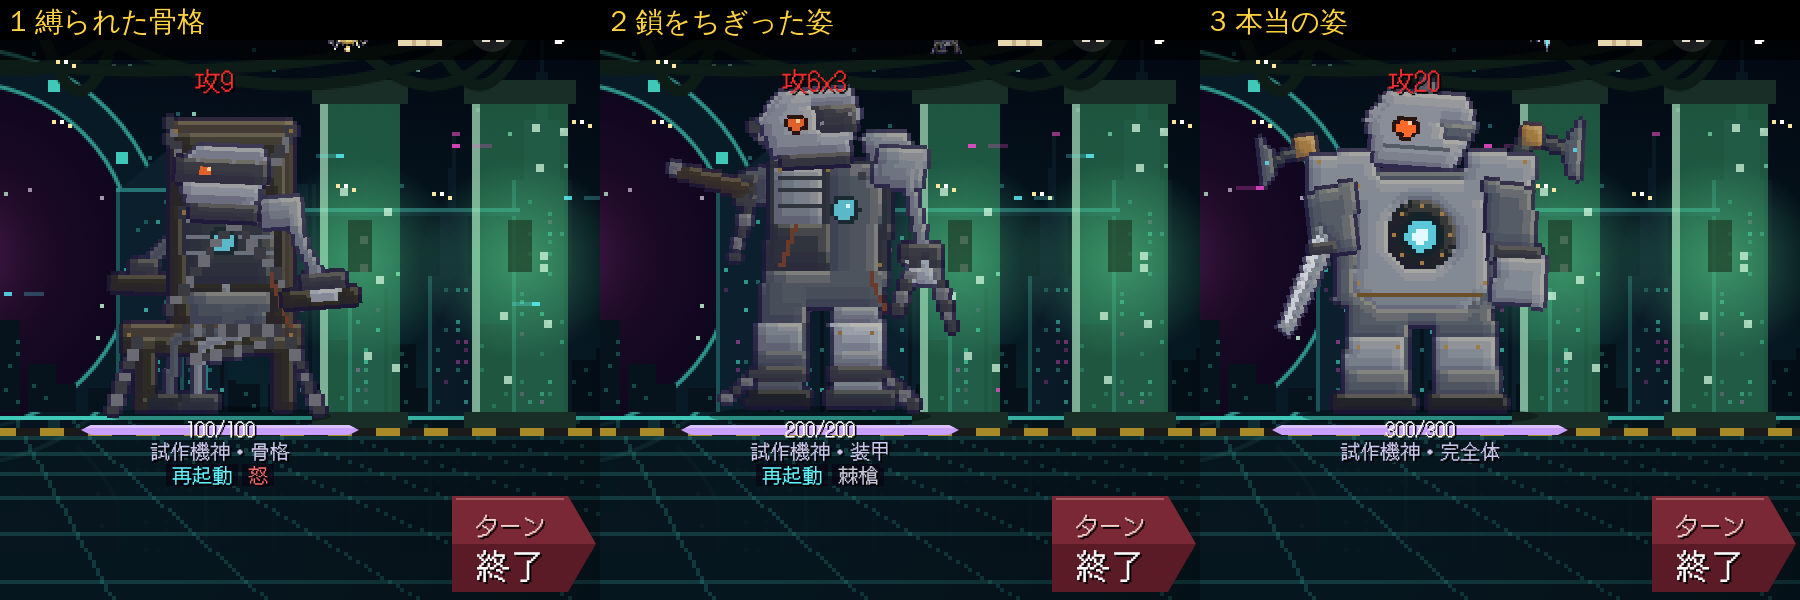 1 縛られた骨格
攻9
100/100
試作機神・骨格
再起動 怒
ターン
終了
2 鎖をちぎった姿
攻6x3
200/200
試作機神・装甲
再起動 棘槍
ターン
終了
3 本当の姿
攻20
300/300
試作機神・完全体
ターン
終了